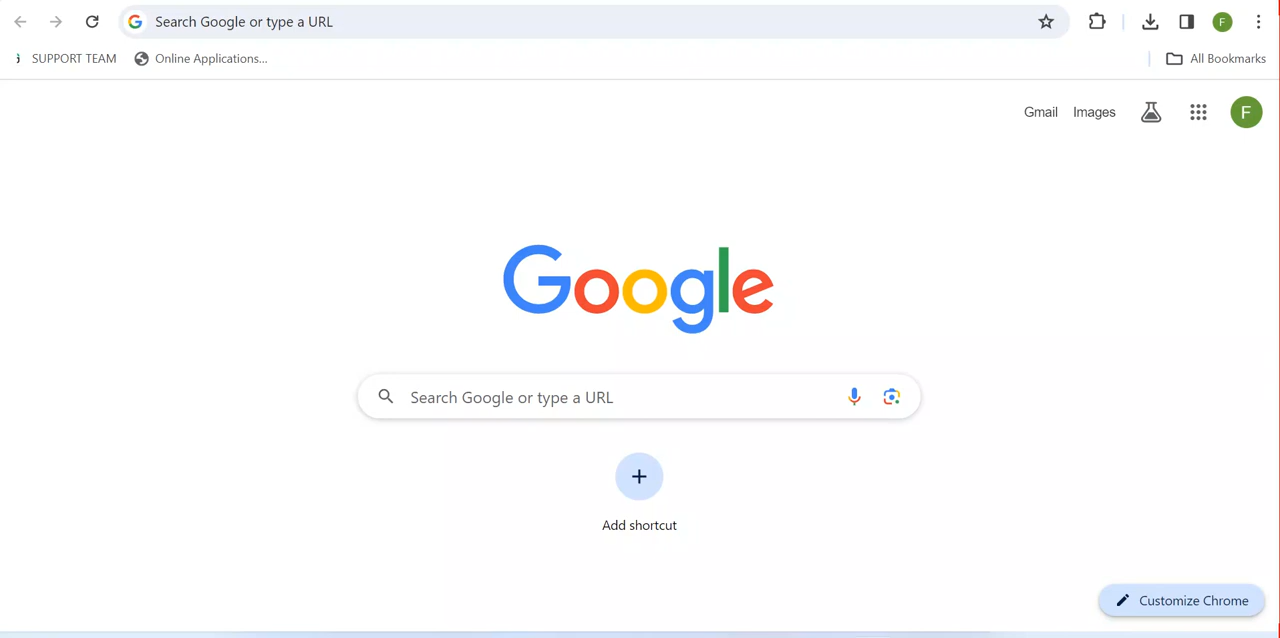 Search Google or type a URL
F
SUPPORT TEAM
Online Applications...
All Bookmarks
Gmail
Images
F
Google
Search Google or type a URL
Add shortcut
Customize Chrome